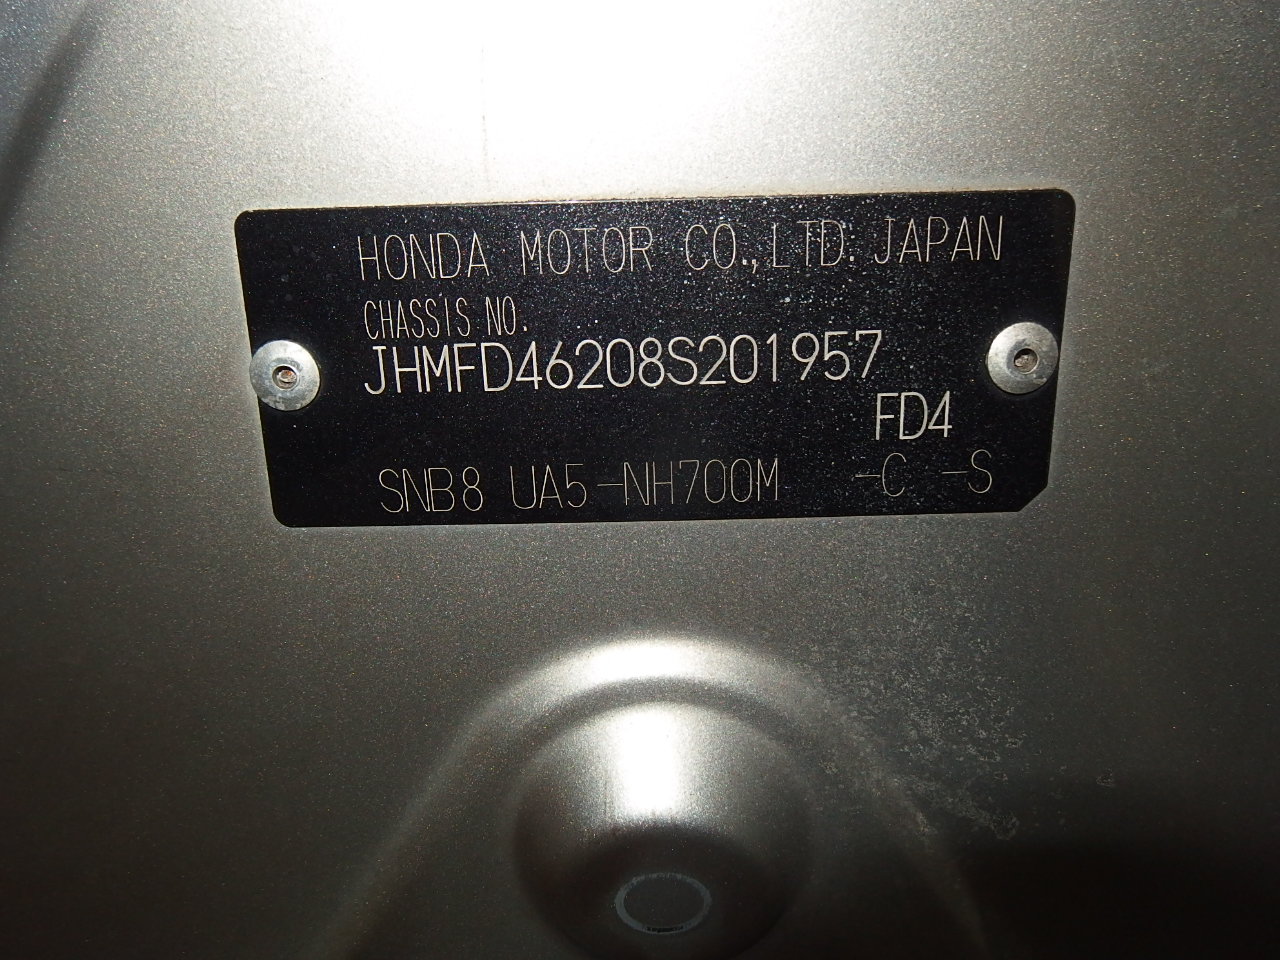 HONDA MOTOR CO.,LTD. JAPAN
CHASSIS NO.
JHMFD46208S201957
FD4
SNB8 UA5-NH700M -C -S